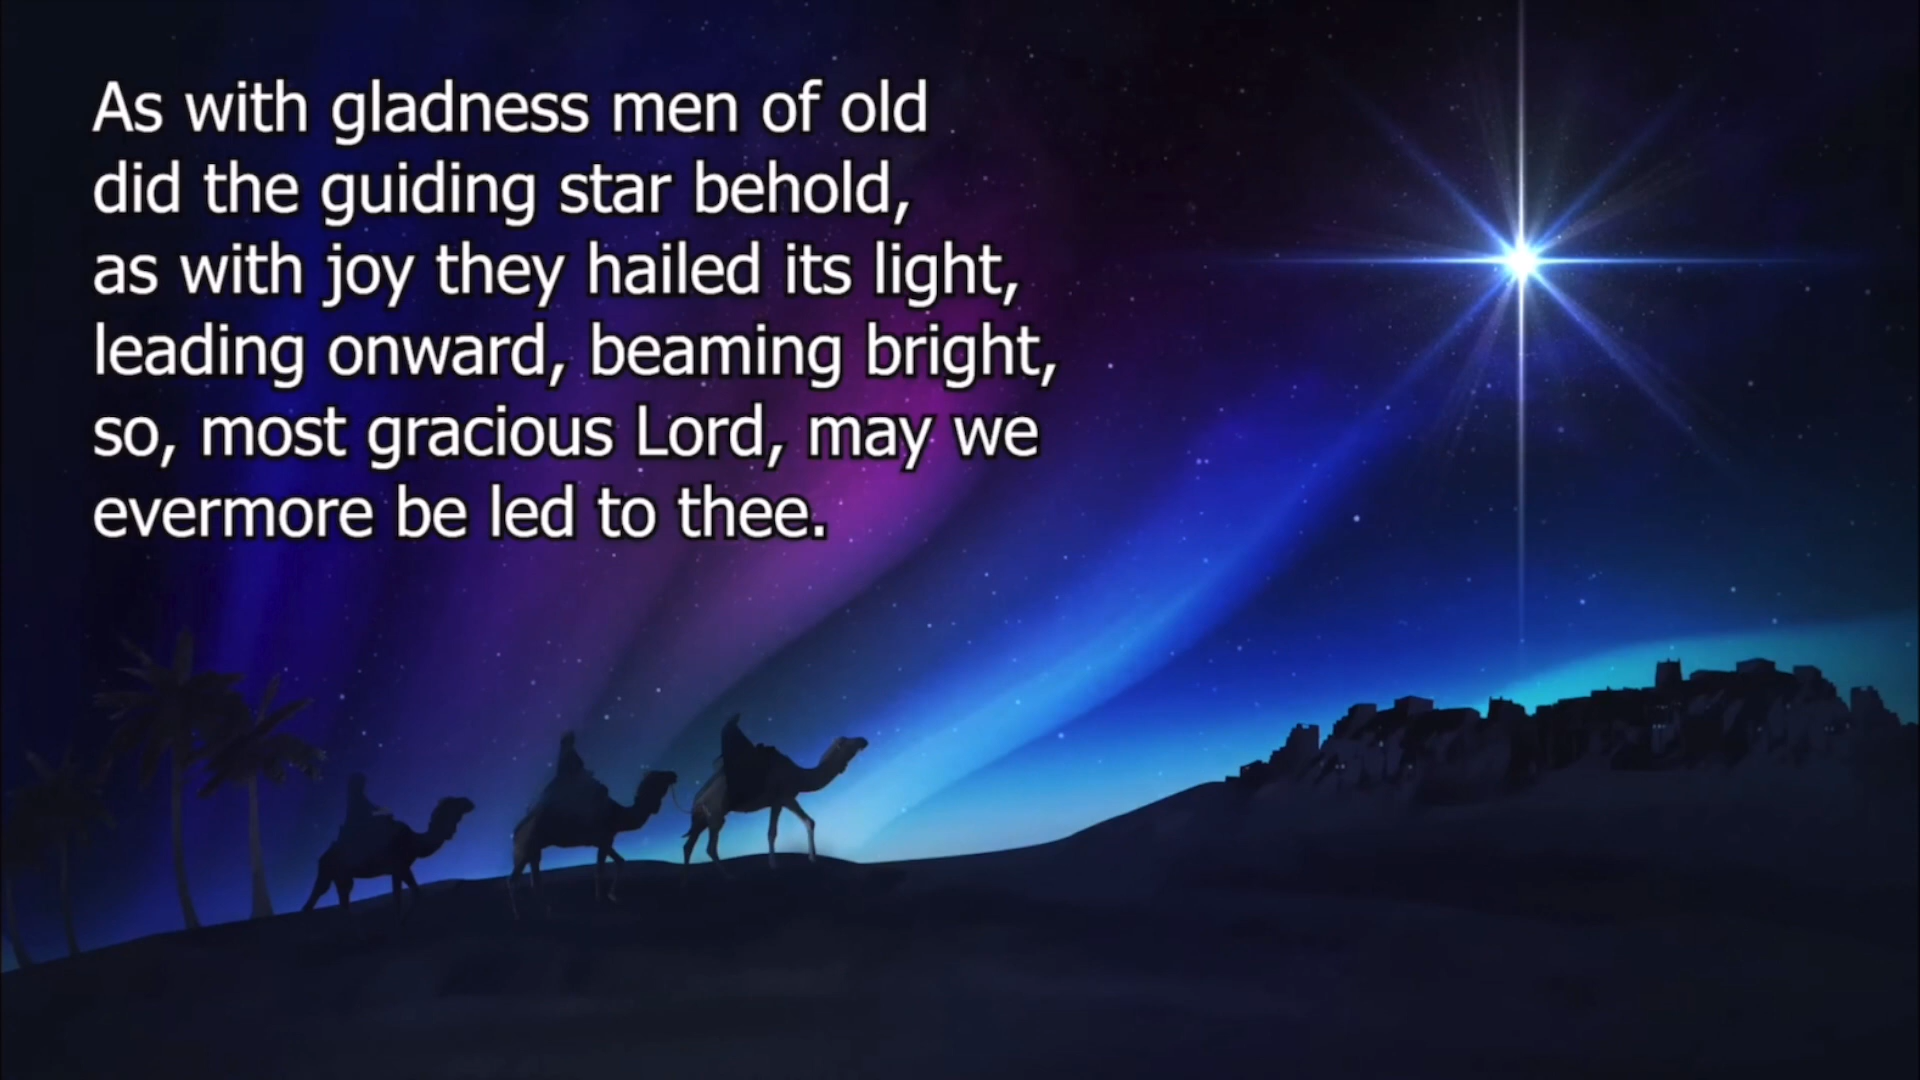 As with gladness men of old
did the guiding star behold,
as with joy they hailed its light,
leading onward, beaming bright,
so, most gracious Lord, may we
evermore be led to thee.